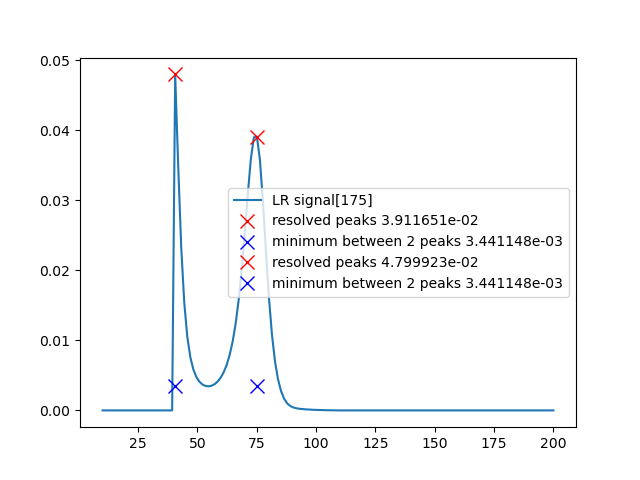 0.05
0.04
0.03
0.02
0.01
0.00
LR signal[175]
resolved peaks 3.911651e-02
minimum between 2 peaks 3.441148e-03
resolved peaks 4.799923e-02
minimum between 2 peaks 3.441148e-03
25 50 75 100 125 150 175 200